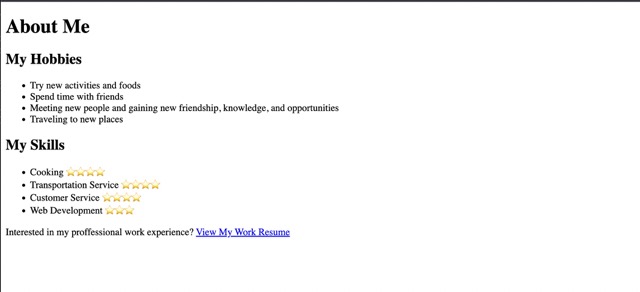 About Me
My Hobbies
• Try new activities and foods
• Spend time with friends
• Meeting new people and gaining new friendship, knowledge, and opportunities
• Traveling to new places
My Skills
• Cooking ⭐⭐⭐⭐
• Transportation Service ⭐⭐⭐⭐
• Customer Service ⭐⭐⭐⭐
• Web Development ⭐⭐⭐
Interested in my proffessional work experience? View My Work Resume